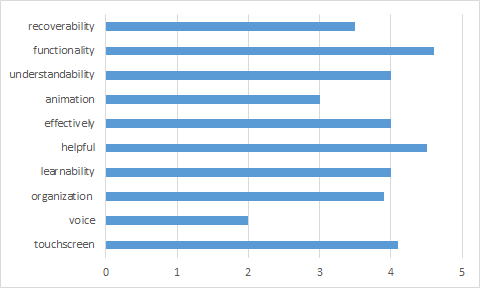 recoverability
functionality
understandability
animation
effectively
helpful
learnability
organization
voice
touchscreen
0 1 2 3 4 5